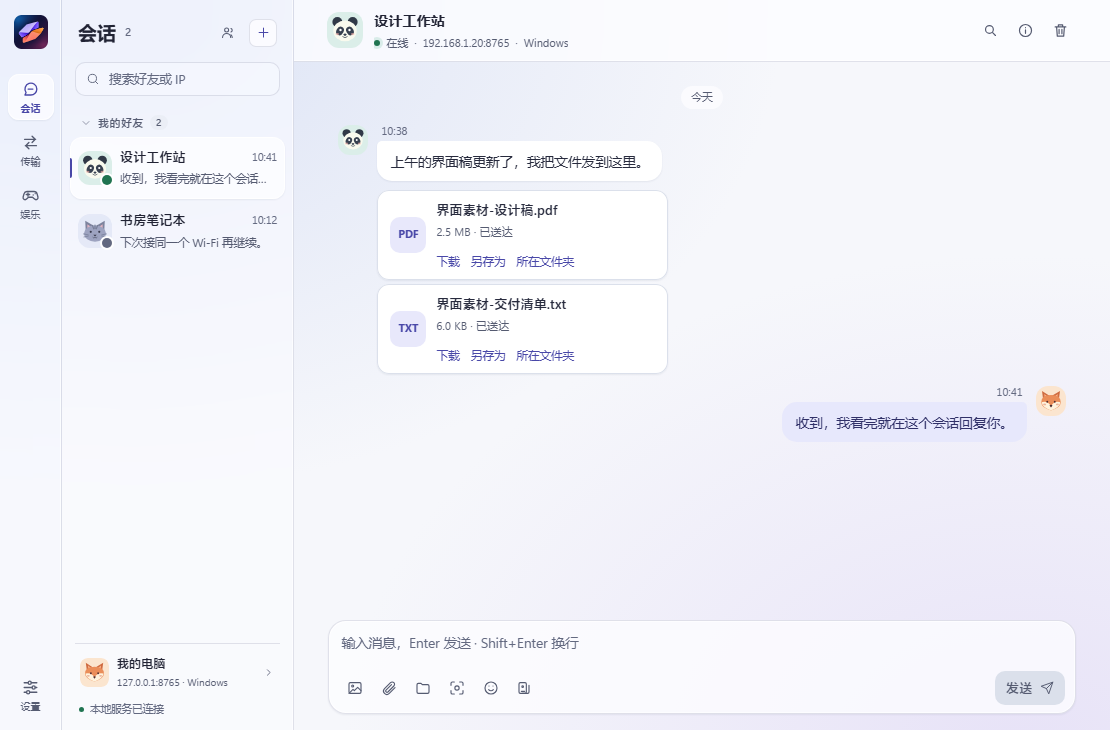 会话 2
搜索好友或 IP
会话
传输
娱乐
我的好友 2
设计工作站 10:41
收到，我看完就在这个会话...
书房笔记本 10:12
下次接同一个 Wi-Fi 再继续。
我的电脑
127.0.0.1:8765 · Windows
本地服务已连接
设置
设计工作站
在线 · 192.168.1.20:8765 · Windows
今天
10:38
上午的界面稿更新了，我把文件发到这里。
PDF
界面素材-设计稿.pdf
2.5 MB · 已送达
下载 另存为 所在文件夹
TXT
界面素材-交付清单.txt
6.0 KB · 已送达
下载 另存为 所在文件夹
10:41
收到，我看完就在这个会话回复你。
输入消息，Enter 发送 · Shift+Enter 换行
发送